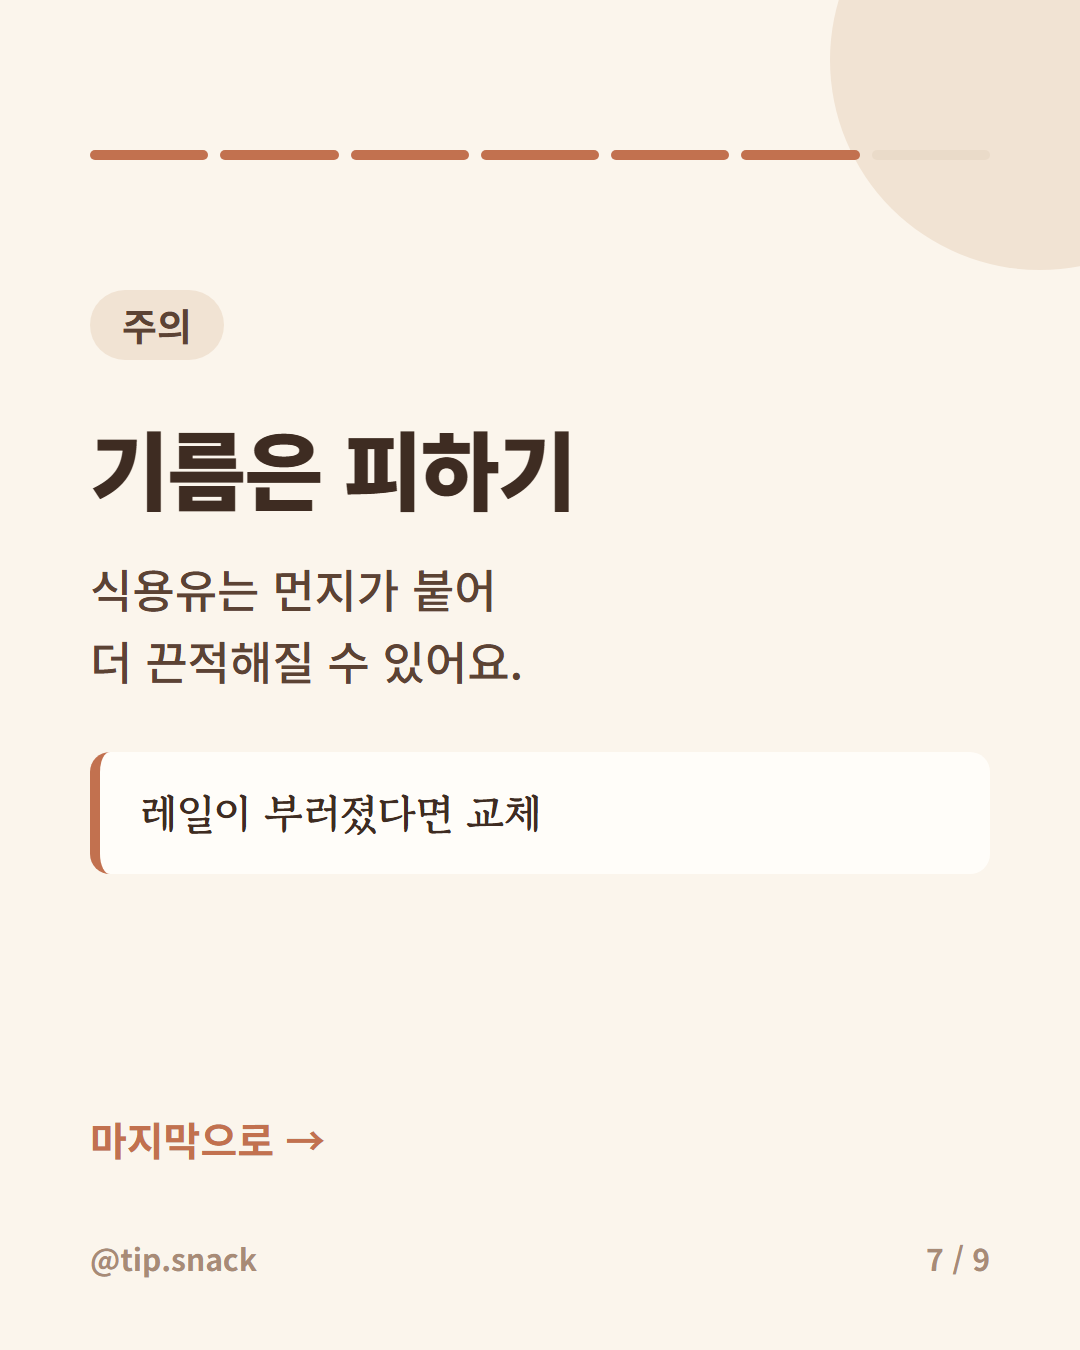 주의
기름은 피하기
식용유는 먼지가 붙어
더 끈적해질 수 있어요.
레일이 부러졌다면 교체
마지막으로 →
@tip.snack
7 / 9